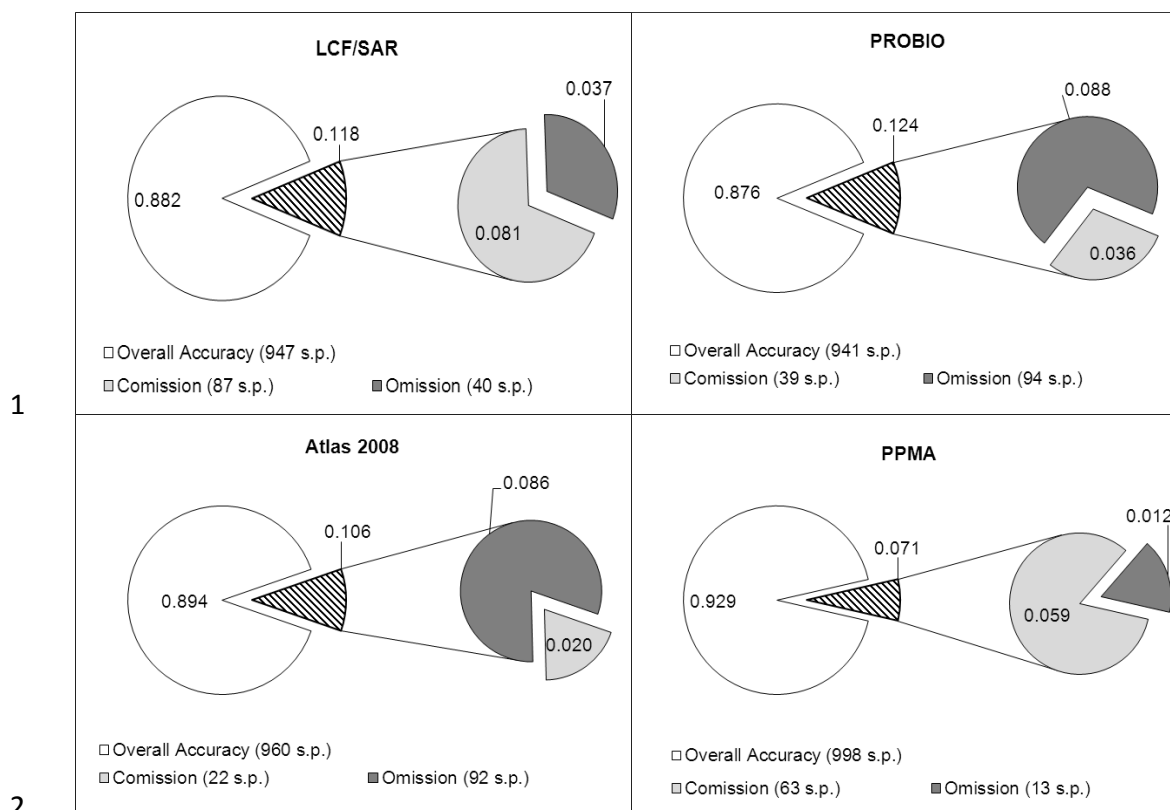 LCF/SAR
0.037
0.118
0.882
0.081
□ Overall Accuracy (947 s.p.)
□ Comission (87 s.p.) ■ Omission (40 s.p.)
PROBIO
0.088
0.124
0.876
0.036
□ Overall Accuracy (941 s.p.)
□ Comission (39 s.p.) ■ Omission (94 s.p.)
1
Atlas 2008
0.086
0.106
0.894
0.020
□ Overall Accuracy (960 s.p.)
□ Comission (22 s.p.) ■ Omission (92 s.p.)
PPMA
0.012
0.071
0.929
0.059
□ Overall Accuracy (998 s.p.)
□ Comission (63 s.p.) ■ Omission (13 s.p.)
2